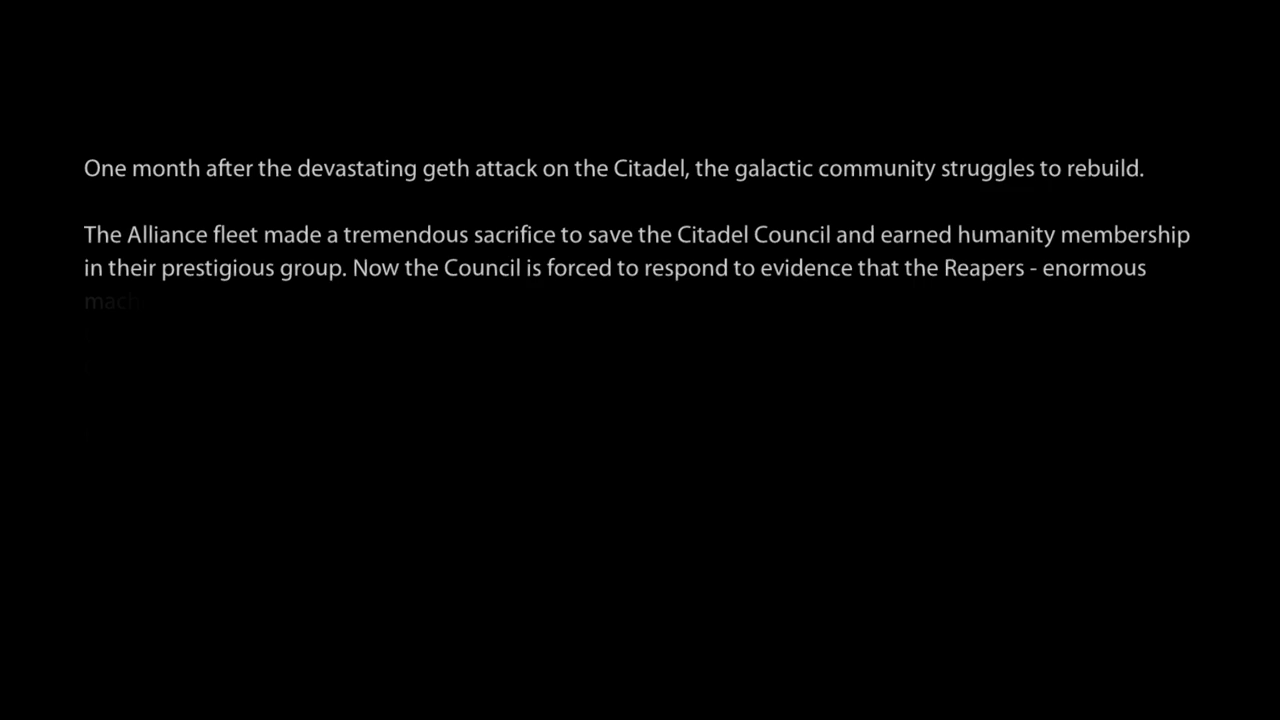 One month after the devastating geth attack on the Citadel, the galactic community struggles to rebuild.
The Alliance fleet made a tremendous sacrifice to save the Citadel Council and earned humanity membership
in their prestigious group. Now the Council is forced to respond to evidence that the Reapers - enormous
mach